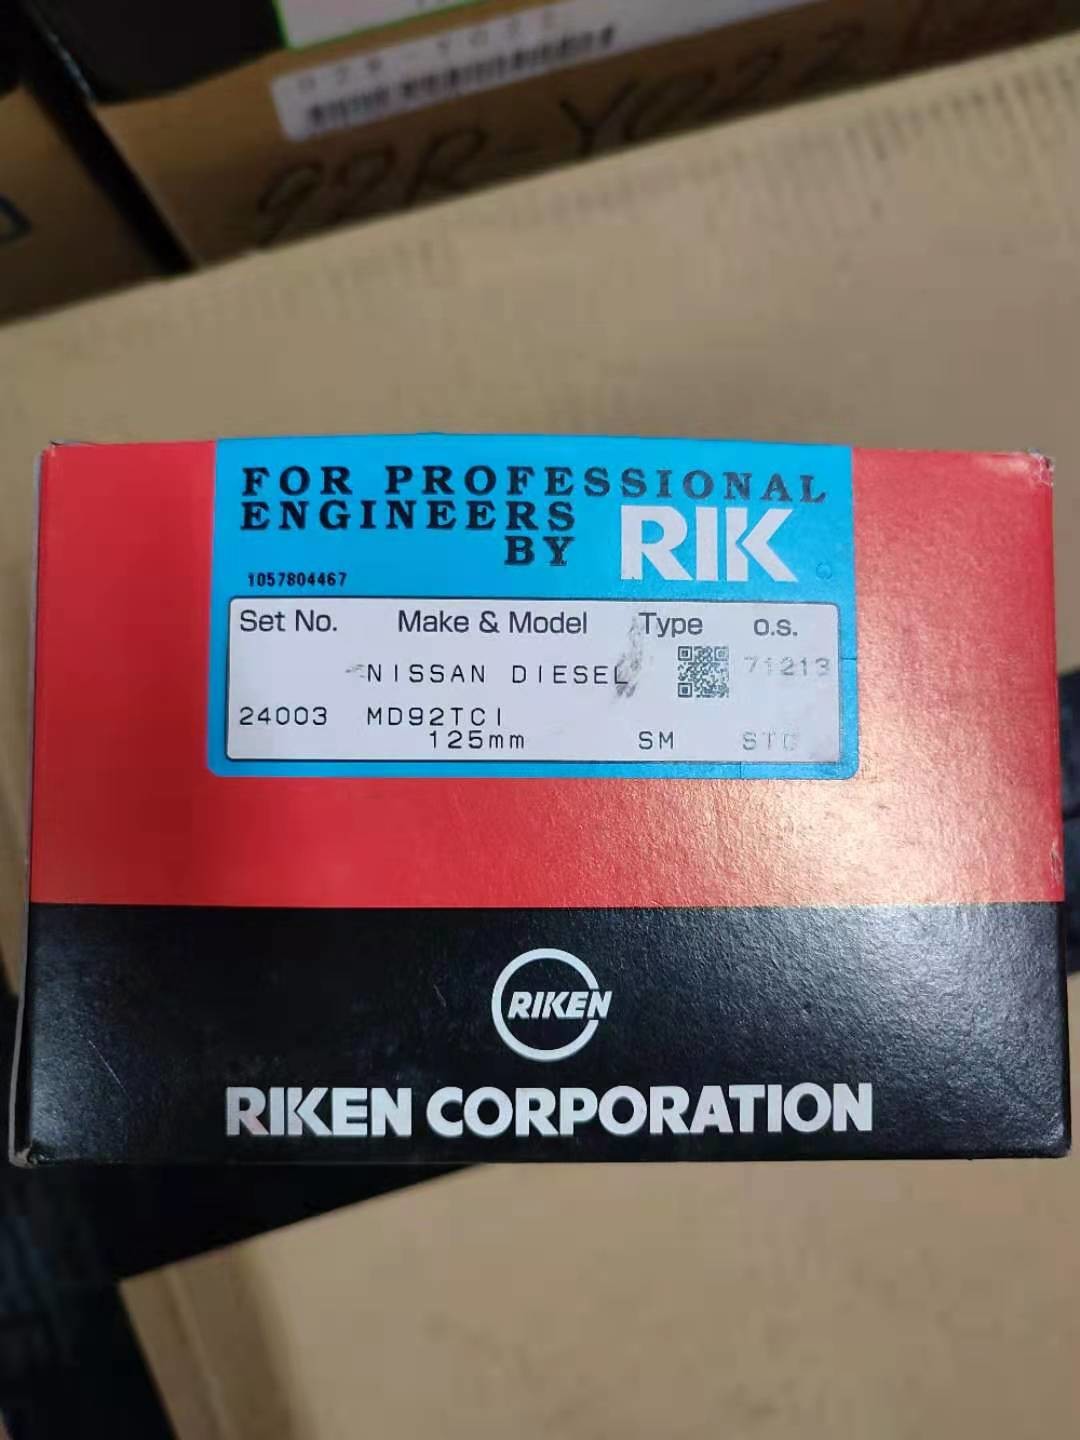 FOR PROFESSIONAL
ENGINEERS
BY RIK
1057804467
Set No. Make & Model Type o.s.
NISSAN DIESEL 71213
24003 MD92TCI
125mm SM STD
RIKEN
RIKEN CORPORATION